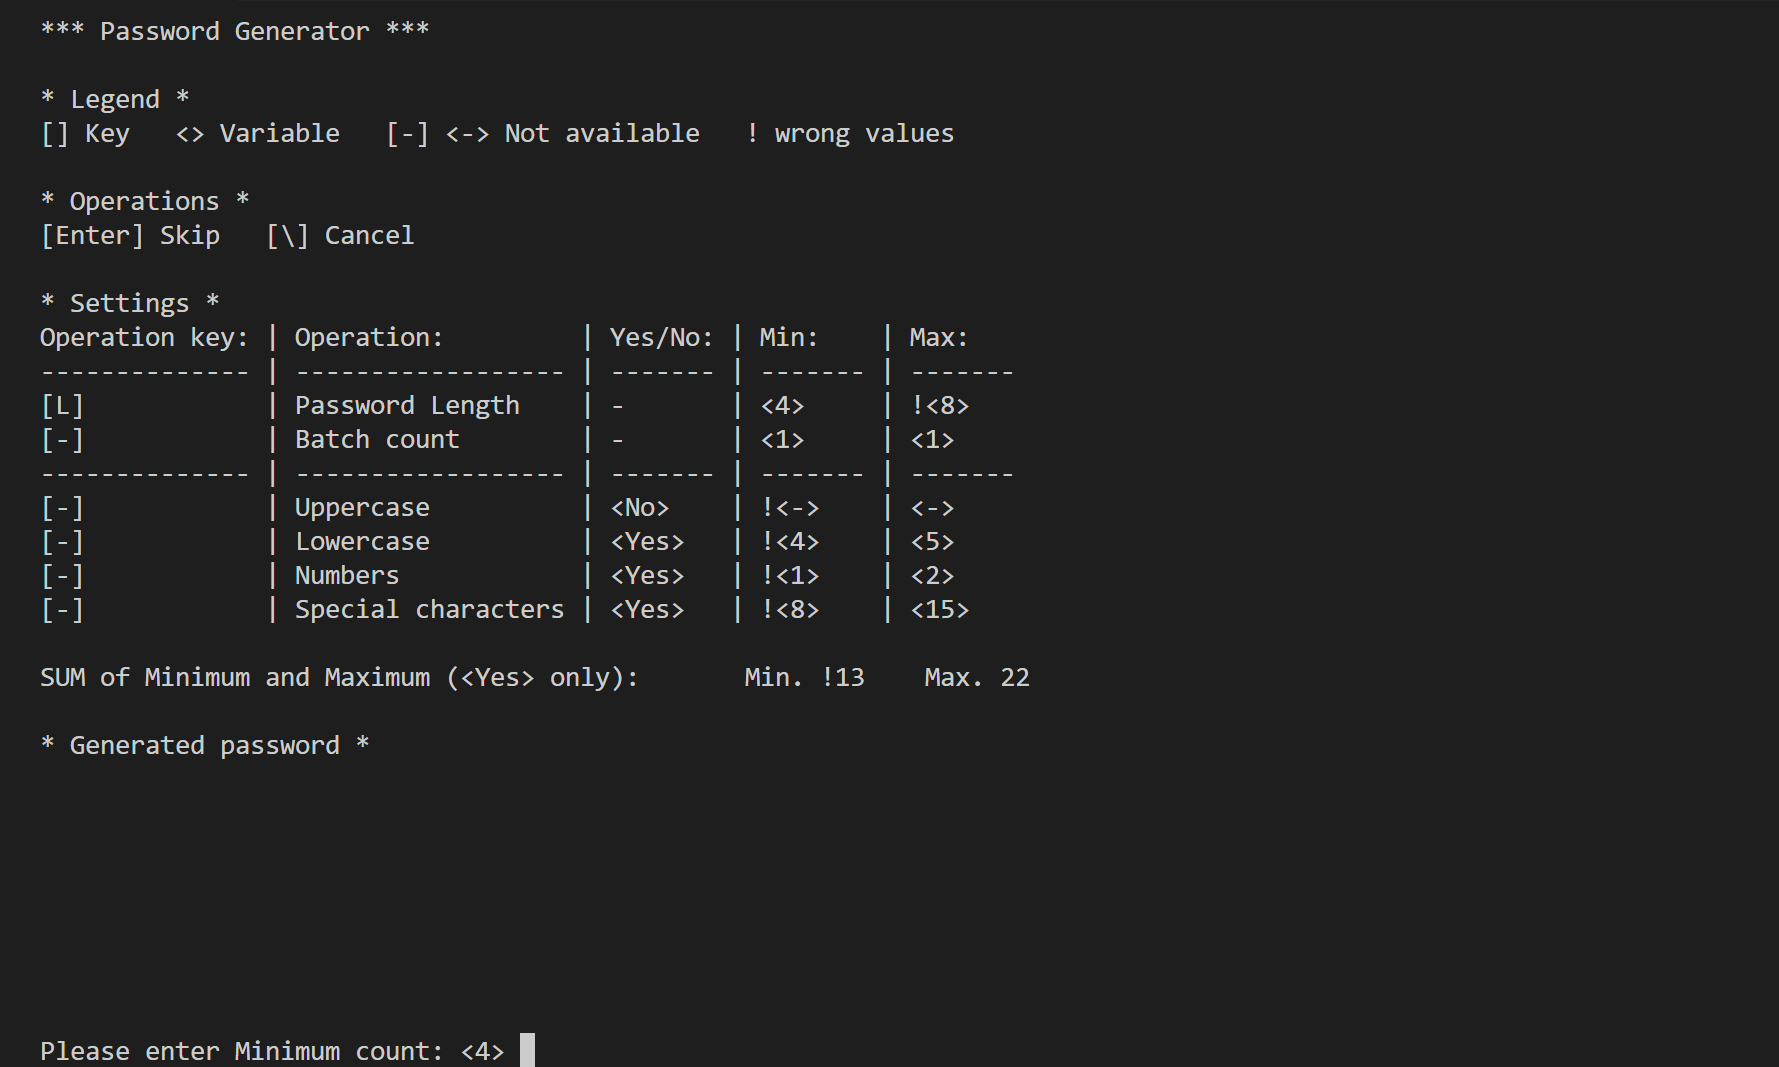 *** Password Generator ***
* Legend *
[] Key   <> Variable   [-] <-> Not available   ! wrong values
* Operations *
[Enter] Skip   [\] Cancel
* Settings *
Operation key: | Operation:         | Yes/No: | Min:    | Max:
-------------- | ------------------ | ------- | ------- | -------
[L]            | Password Length    | -       | <4>     | !<8>
[-]            | Batch count        | -       | <1>     | <1>
-------------- | ------------------ | ------- | ------- | -------
[-]            | Uppercase          | <No>    | !<->    | <->
[-]            | Lowercase          | <Yes>   | !<4>    | <5>
[-]            | Numbers            | <Yes>   | !<1>    | <2>
[-]            | Special characters | <Yes>   | !<8>    | <15>
SUM of Minimum and Maximum (<Yes> only):       Min. !13    Max. 22
* Generated password *
Please enter Minimum count: <4>